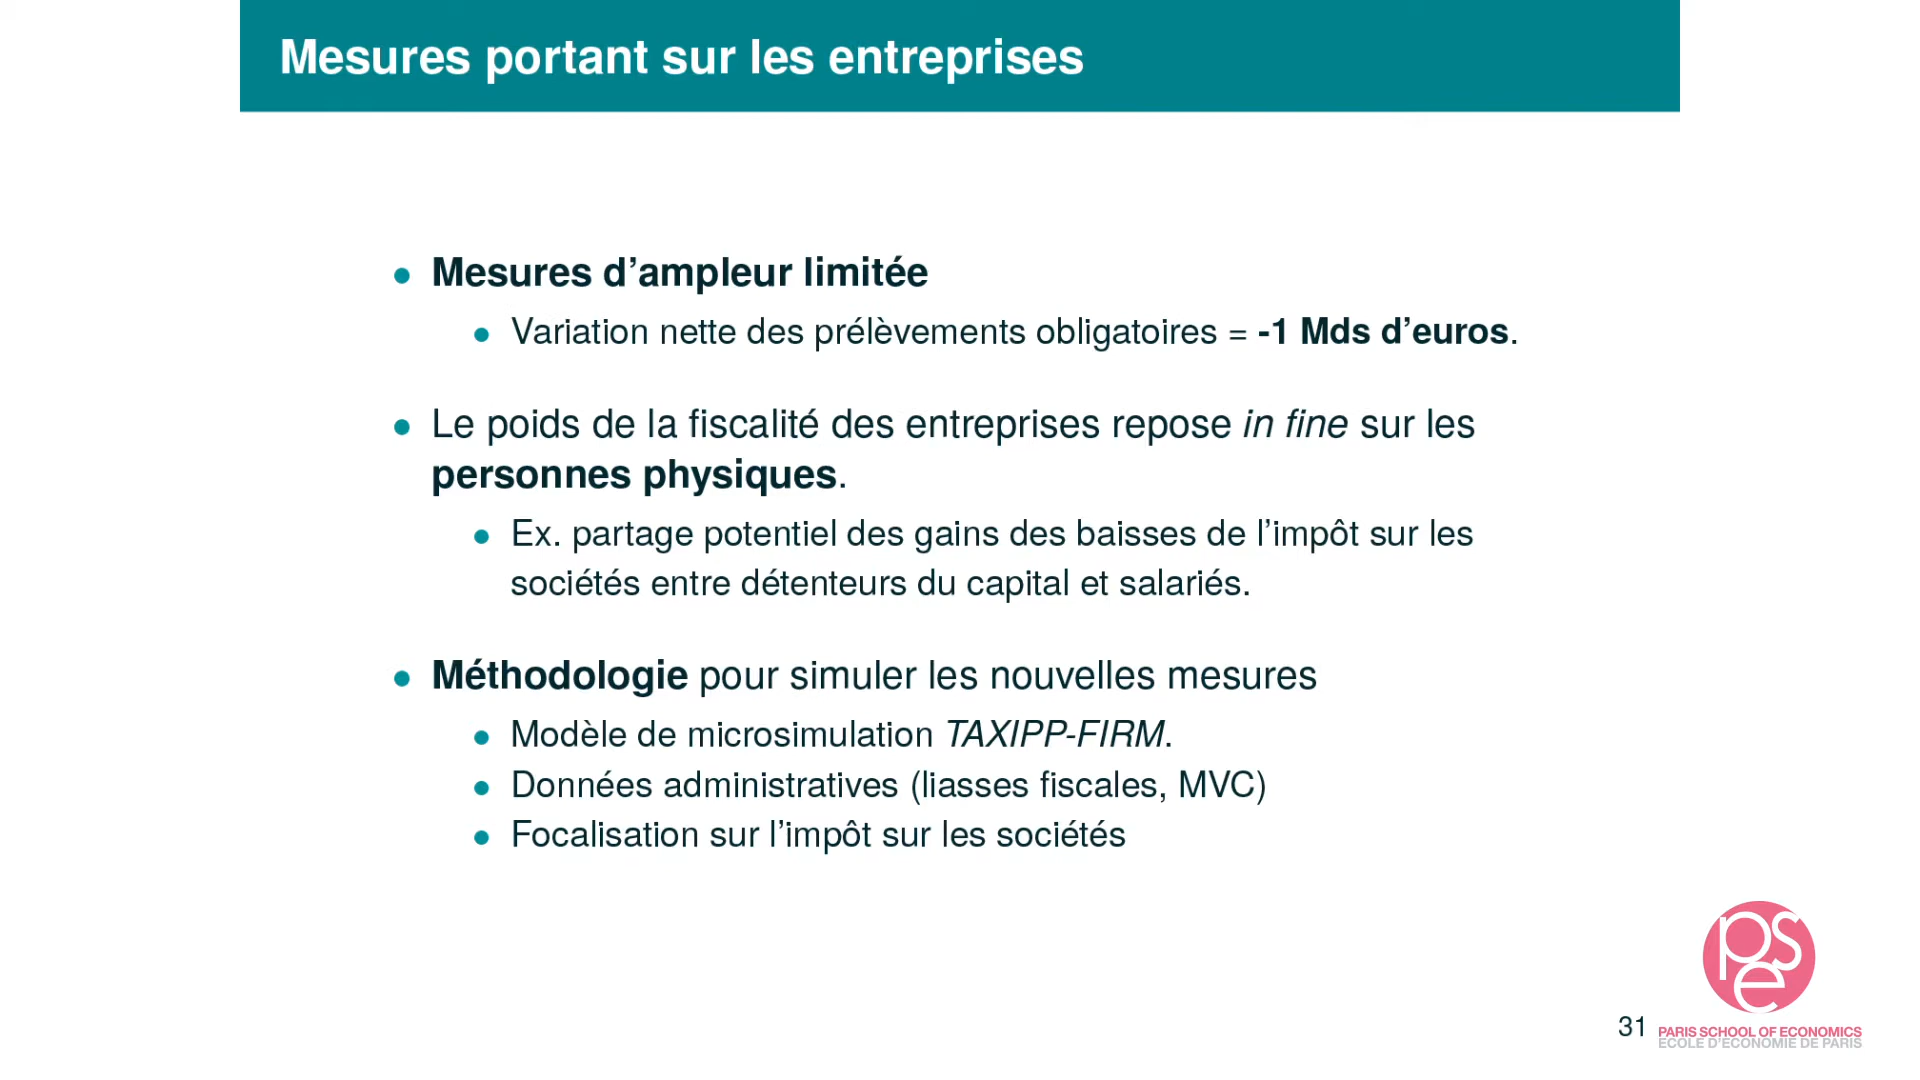 Mesures portant sur les entreprises
• Mesures d'ampleur limitée
• Variation nette des prélèvements obligatoires = -1 Mds d'euros.
• Le poids de la fiscalité des entreprises repose in fine sur les
personnes physiques.
• Ex. partage potentiel des gains des baisses de l'impôt sur les
sociétés entre détenteurs du capital et salariés.
• Méthodologie pour simuler les nouvelles mesures
• Modèle de microsimulation TAXIPP-FIRM.
• Données administratives (liasses fiscales, MVC)
• Focalisation sur l'impôt sur les sociétés
pse
31
PARIS SCHOOL OF ECONOMICS
ECOLE D'ECONOMIE DE PARIS